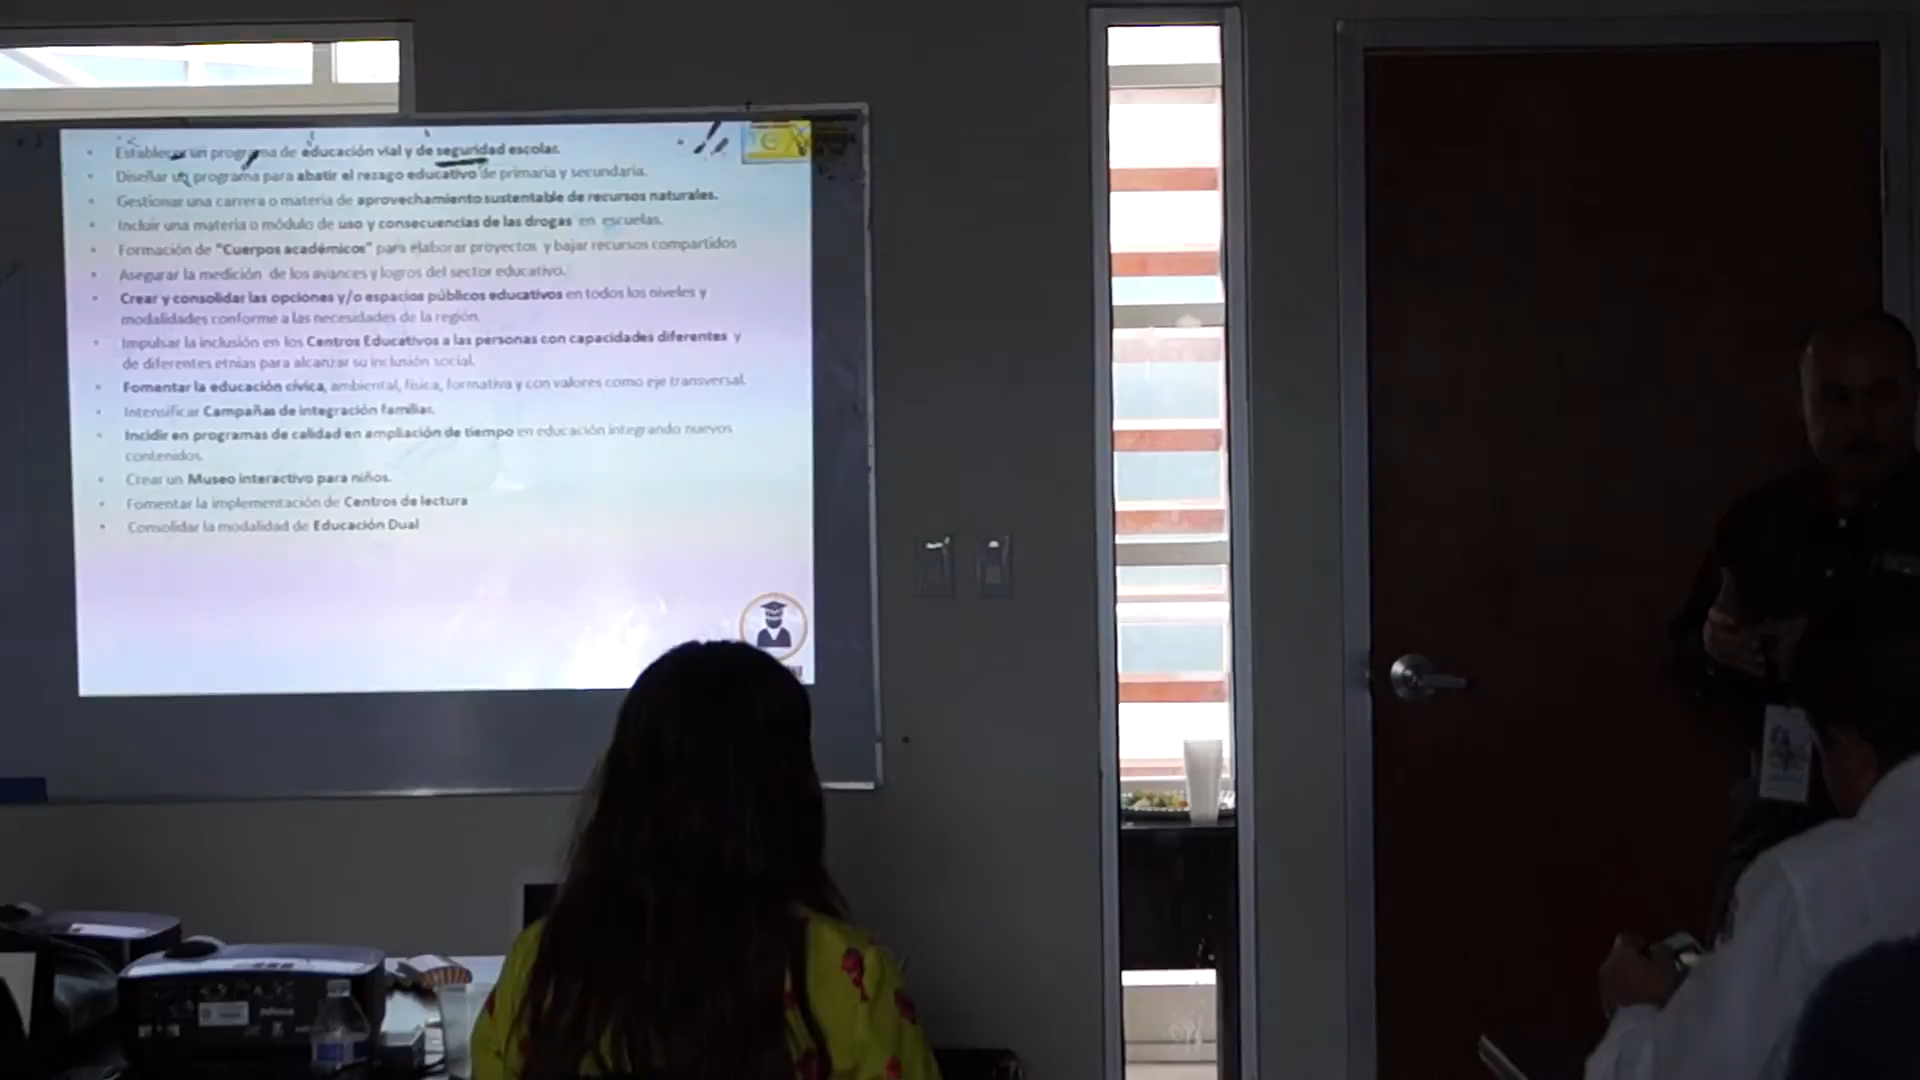 Establecer un programa de educación vial y de seguridad escolar.
Diseñar un programa para abatir el rezago educativo de primaria y secundaria.
Gestionar una carrera o materia de aprovechamiento sustentable de recursos naturales.
Incluir una materia o módulo de uso y consecuencias de las drogas en escuelas.
Formación de "Cuerpos académicos" para elaborar proyectos y bajar recursos compartidos
Asegurar la medición de los avances y logros del sector educativo.
Crear y consolidar las opciones y/o espacios públicos educativos en todos los niveles y
modalidades conforme a las necesidades de la región.
Impulsar la inclusión en los Centros Educativos a las personas con capacidades diferentes y
de diferentes etnias para alcanzar su inclusión social.
Fomentar la educación cívica, ambiental, física, formativa y con valores como eje transversal.
Intensificar Campañas de integración familiar.
Incidir en programas de calidad en ampliación de tiempo en educación integrando nuevos
contenidos.
Crear un Museo interactivo para niños.
Fomentar la implementación de Centros de lectura
Consolidar la modalidad de Educación Dual